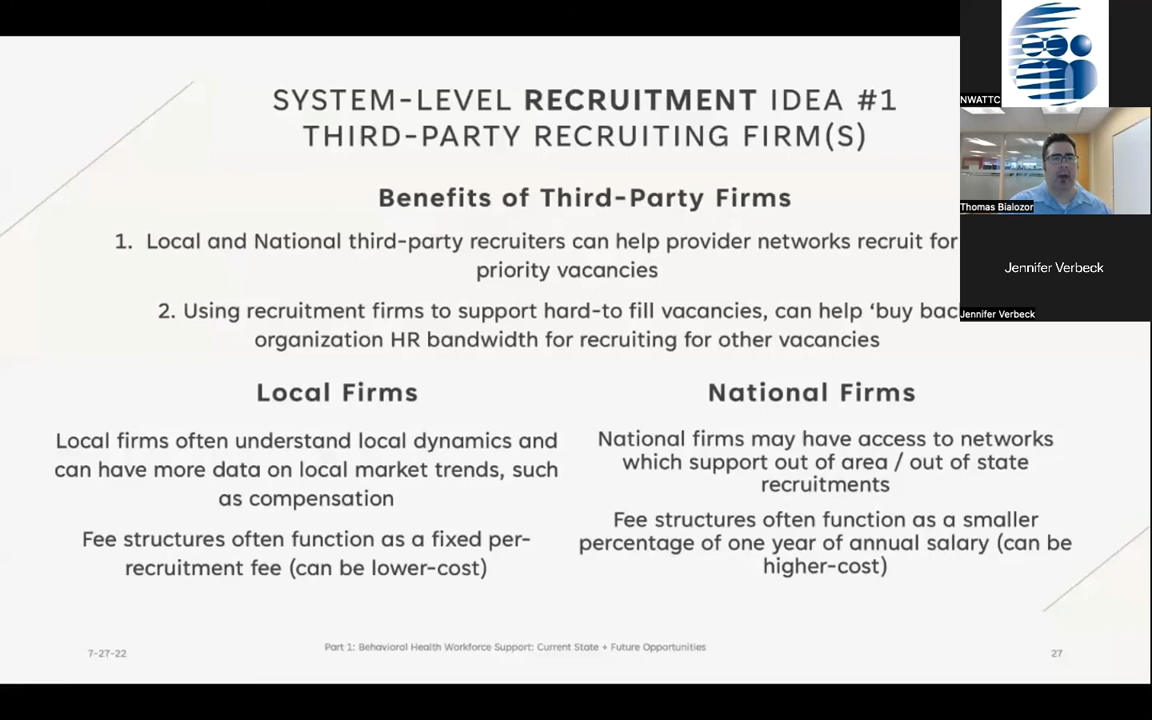 SYSTEM-LEVEL RECRUITMENT IDEA #1
THIRD-PARTY RECRUITING FIRM(S)
Benefits of Third-Party Firms
1. Local and National third-party recruiters can help provider networks recruit for
priority vacancies
2. Using recruitment firms to support hard-to fill vacancies, can help ‘buy bac
organization HR bandwidth for recruiting for other vacancies
Local Firms
Local firms often understand local dynamics and
can have more data on local market trends, such
as compensation
Fee structures often function as a fixed per-
recruitment fee (can be lower-cost)
National Firms
National firms may have access to networks
which support out of area / out of state
recruitments
Fee structures often function as a smaller
percentage of one year of annual salary (can be
higher-cost)
7-27-22
Part 1: Behavioral Health Workforce Support: Current State + Future Opportunities
27
NWATTC
Thomas Bialozor
Jennifer Verbeck
Jennifer Verbeck